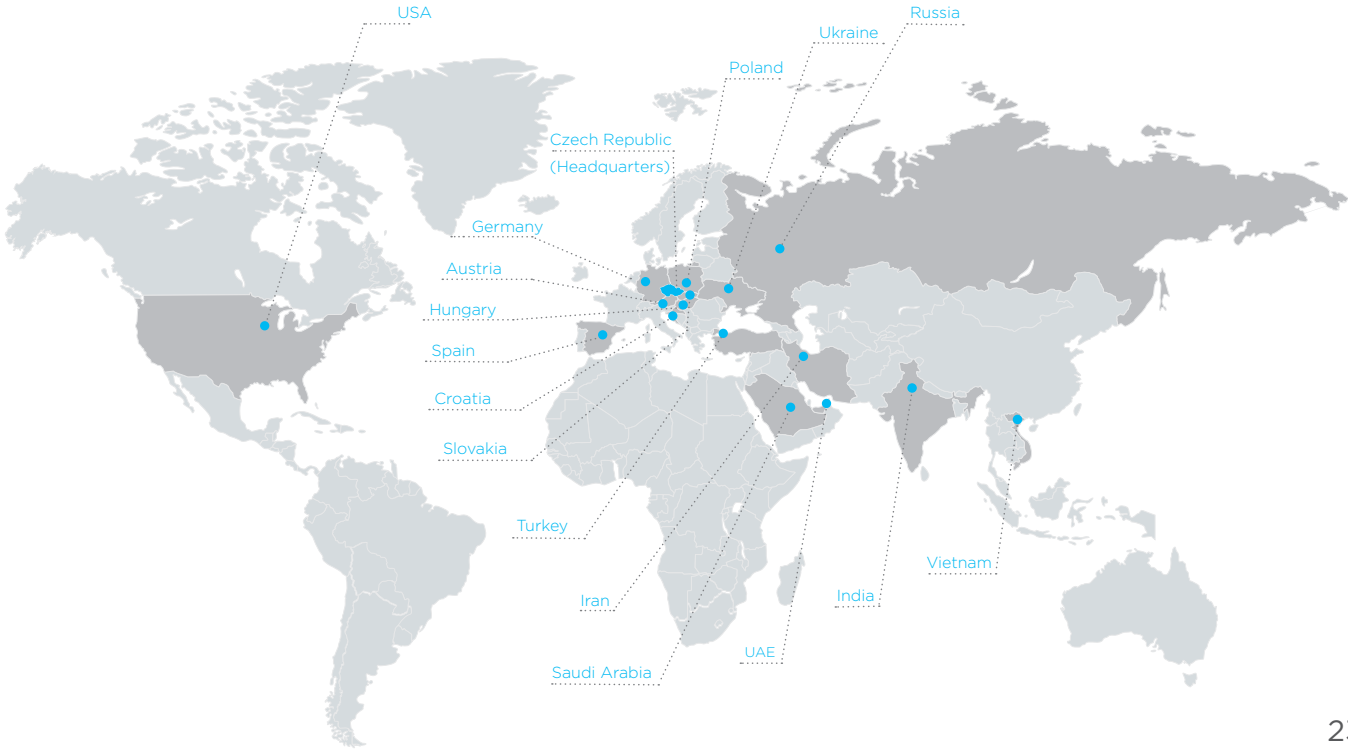 USA
Russia
Ukraine
Poland
Czech Republic
(Headquarters)
Germany
Austria
Hungary
Spain
Croatia
Slovakia
Turkey
Vietnam
India
Iran
UAE
Saudi Arabia